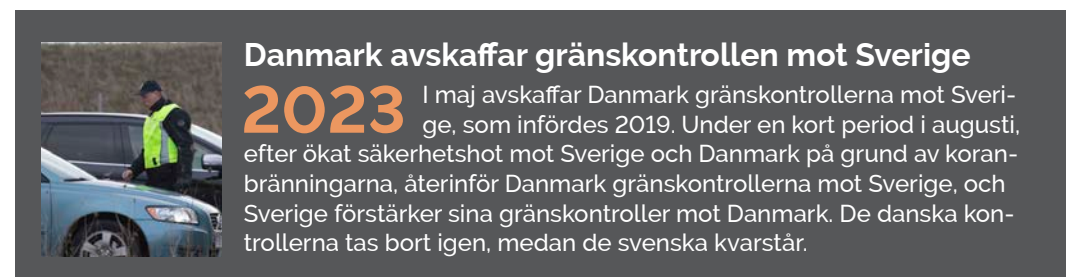 Danmark avskaffar gränskontrollen mot Sverige
2023 I maj avskaffar Danmark gränskontrollerna mot Sveri-
ge, som infördes 2019. Under en kort period i augusti,
efter ökat säkerhetshot mot Sverige och Danmark på grund av koran-
bränningarna, återinför Danmark gränskontrollerna mot Sverige, och
Sverige förstärker sina gränskontroller mot Danmark. De danska kon-
trollerna tas bort igen, medan de svenska kvarstår.